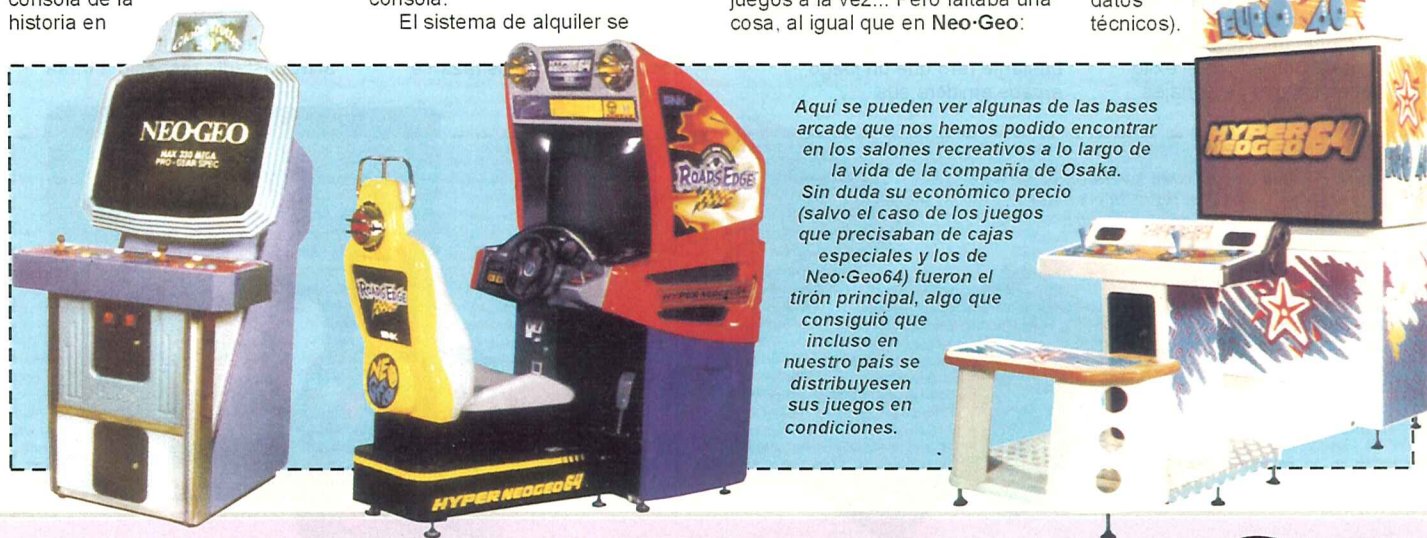 consola de la
historia en
consola.
El sistema de alquiler se
juegos a la vez... Pero faltaba una
cosa, al igual que en Neo·Geo:
datos
técnicos).
NEO·GEO
MAX 330 MEGA
PRO-GEAR SPEC
HYPER NEOGEO 64
SNK
ROADS EDGE
ROADS EDGE
SNK
NEO GEO
HYPER NEOGEO 64
HYPER NEOGEO 64
Aquí se pueden ver algunas de las bases
arcade que nos hemos podido encontrar
en los salones recreativos a lo largo de
la vida de la compañía de Osaka.
Sin duda su económico precio
(salvo el caso de los juegos
que precisaban de cajas
especiales y los de
Neo·Geo64) fueron el
tirón principal, algo que
consiguió que
incluso en
nuestro país se
distribuyesen
sus juegos en
condiciones.
EURO 40
HYPER NEOGEO 64